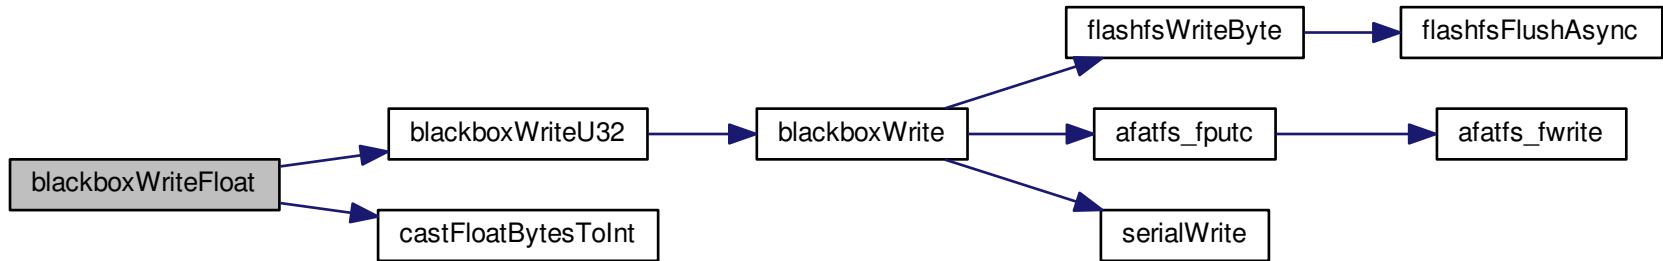 flashfsWriteByte
flashfsFlushAsync
blackboxWriteU32
blackboxWrite
afatfs_fputc
afatfs_fwrite
blackboxWriteFloat
castFloatBytesToInt
serialWrite